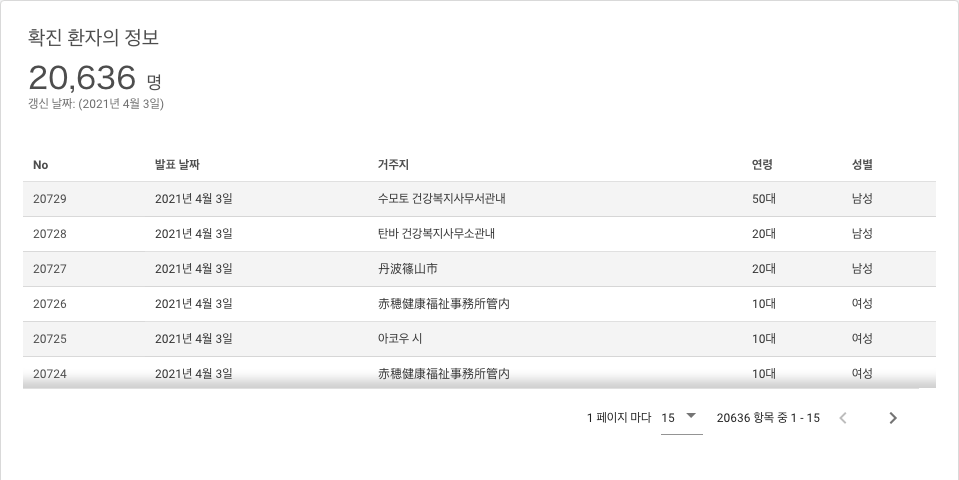 확진 환자의 정보
20,636 명
갱신 날짜: (2021년 4월 3일)
No 발표 날짜 거주지 연령 성별
20729 2021년 4월 3일 수모토 건강복지사무서관내 50대 남성
20728 2021년 4월 3일 탄바 건강복지사무소관내 20대 남성
20727 2021년 4월 3일 丹波篠山市 20대 남성
20726 2021년 4월 3일 赤穂健康福祉事務所管内 10대 여성
20725 2021년 4월 3일 아코우 시 10대 여성
20724 2021년 4월 3일 赤穂健康福祉事務所管内 10대 여성
1 페이지 마다 15 20636 항목 중 1 - 15